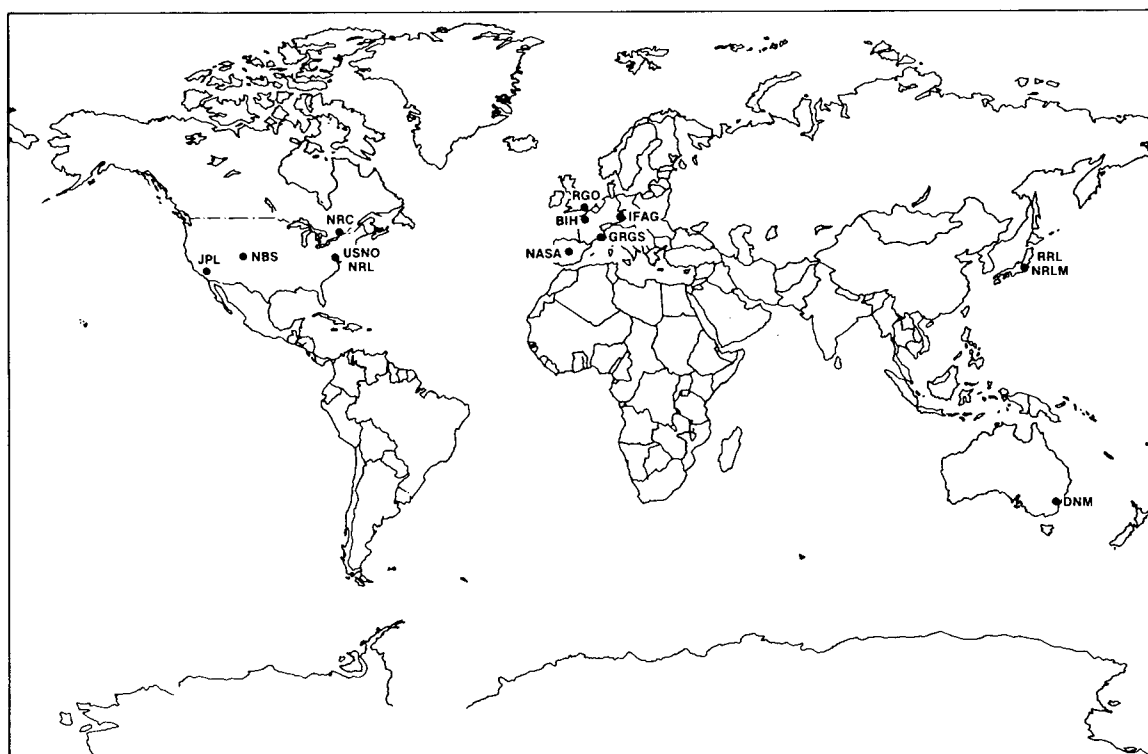 RGO
BIH
IFAG
NRC
GRGS
NASA
JPL
NBS
USNO
NRL
RRL
NRLM
DNM